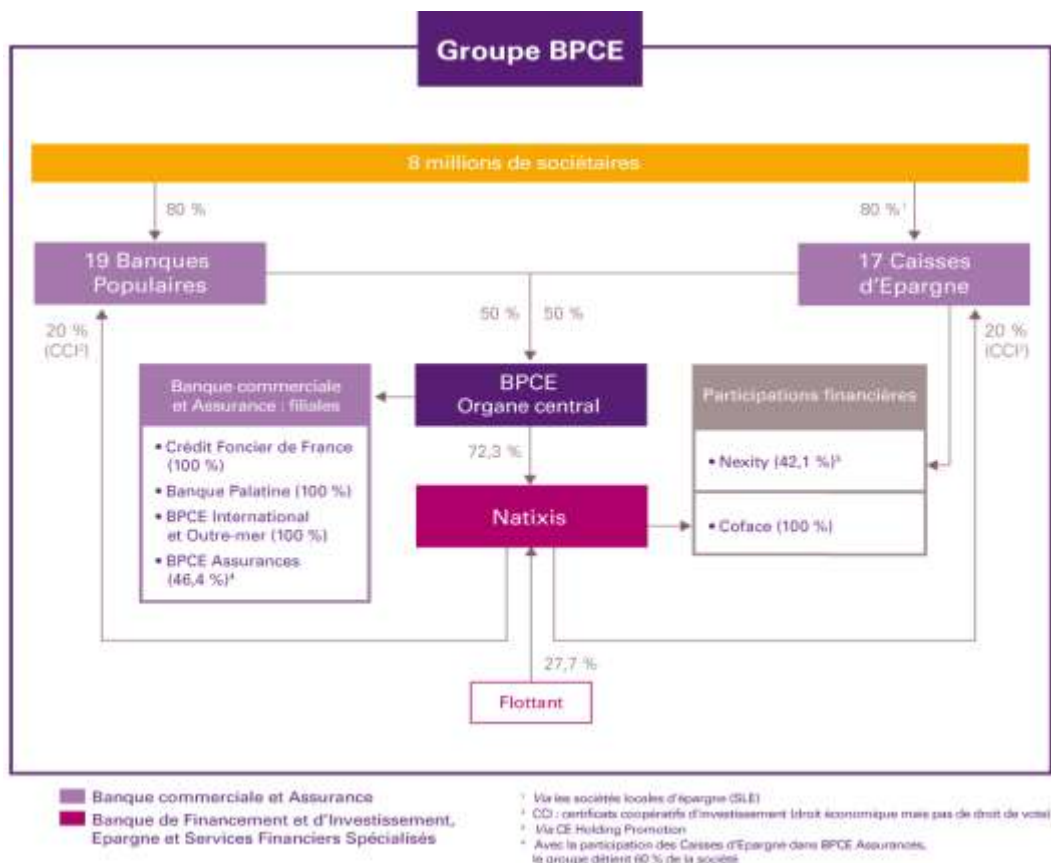 Groupe BPCE
8 millions de sociétaires
80 %
80 %¹
19 Banques
Populaires
17 Caisses
d'Epargne
50 %
50 %
20 %
(CCI²)
20 %
(CCI²)
Banque commerciale
et Assurance : filiales
• Crédit Foncier de France
(100 %)
• Banque Palatine (100 %)
• BPCE International
et Outre-mer (100 %)
• BPCE Assurances
(46,4 %)⁴
BPCE
Organe central
72,3 %
Natixis
Participations financières
• Nexity (42,1 %)³
• Coface (100 %)
27,7 %
Flottant
Banque commerciale et Assurance
Banque de Financement et d'Investissement,
Epargne et Services Financiers Spécialisés
¹ Via les sociétés locales d'épargne (SLE)
² CCI : certificats coopératifs d'investissement (droit économique mais pas de droit de vote)
³ Via CE Holding Promotion
⁴ Avec la participation des Caisses d'Epargne dans BPCE Assurances,
le groupe détient 60 % de la société